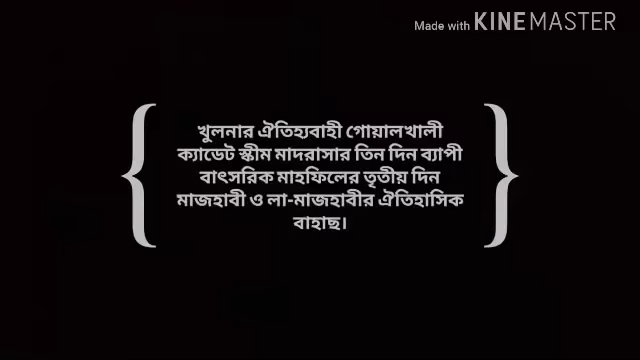 Made with KINEMASTER
খুলনার ঐতিহ্যবাহী গোয়ালখালী
ক্যাডেট স্কীম মাদরাসার তিন দিন ব্যাপী
বাৎসরিক মাহফিলের তৃতীয় দিন
মাজহাবী ও লা-মাজহাবীর ঐতিহাসিক
বাহাছ।